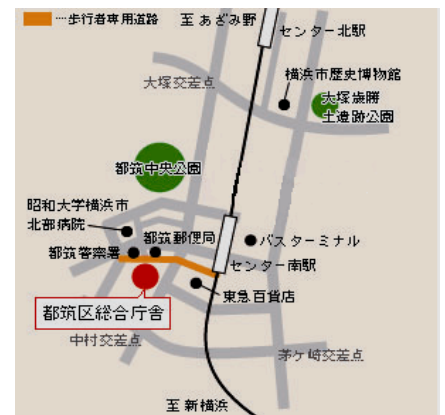 …歩行者専用道路
至あざみ野
センター北駅
横浜市歴史博物館
大塚交差点
大塚歳勝
土遺跡公園
都筑中央公園
昭和大学横浜市
北部病院
都筑郵便局
バスターミナル
都筑警察署
センター南駅
東急百貨店
都筑区総合庁舎
中村交差点
茅ケ崎交差点
至新横浜